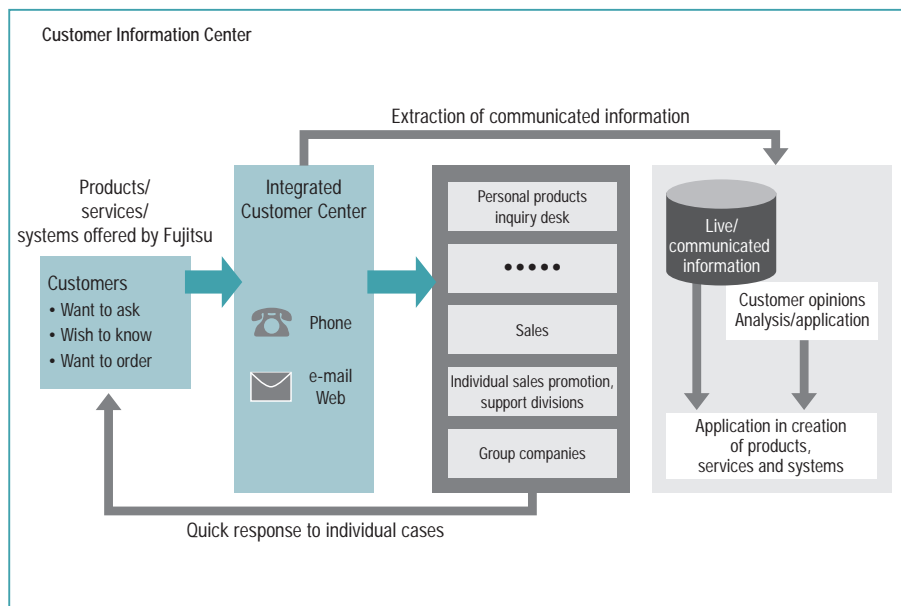 Customer Information Center
Extraction of communicated information
Products/
services/
systems offered by Fujitsu
Customers
• Want to ask
• Wish to know
• Want to order
Integrated
Customer Center
Phone
e-mail
Web
Personal products
inquiry desk
•••••
Sales
Individual sales promotion,
support divisions
Group companies
Live/
communicated
information
Customer opinions
Analysis/application
Application in creation
of products,
services and systems
Quick response to individual cases